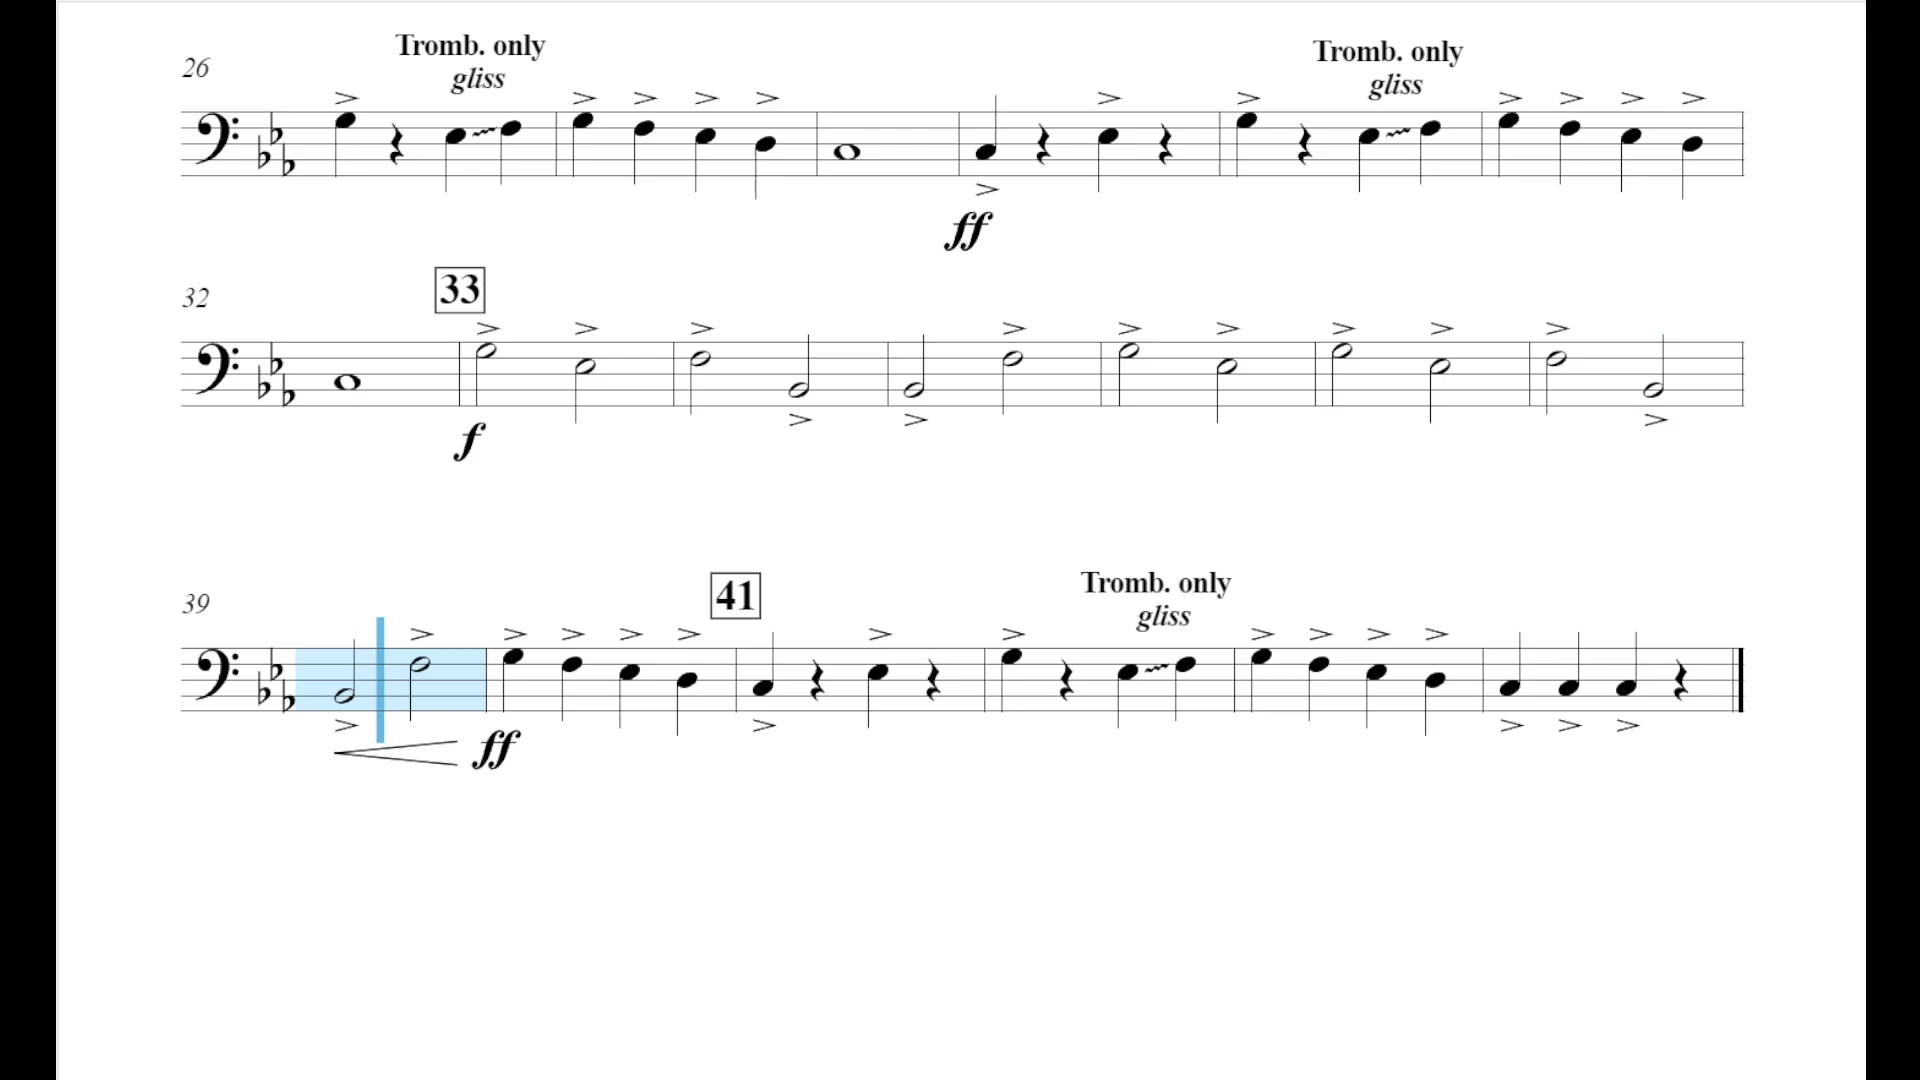 Tromb. only
Tromb. only
26
gliss
gliss
ff
33
32
f
Tromb. only
39
41
gliss
ff